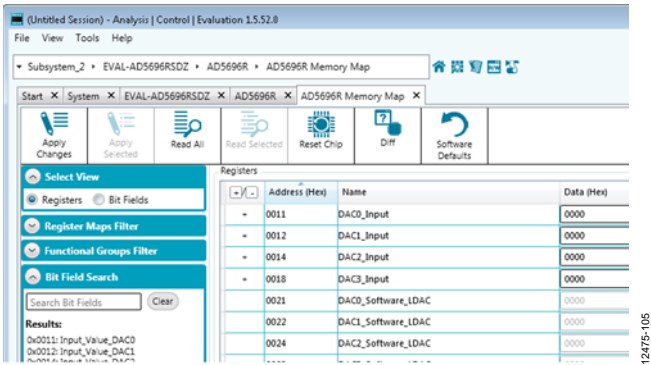 (Untitled Session) - Analysis | Control | Evaluation 1.5.52.0
File View Tools Help
Subsystem_2 EVAL-AD5696RSDZ AD5696R AD5696R Memory Map
Start System EVAL-AD5696RSDZ AD5696R AD5696R Memory Map
Apply Changes
Apply Selected
Read All
Read Selected
Reset Chip
Diff
Software Defaults
Select View
Registers Bit Fields
Register Maps Filter
Functional Groups Filter
Bit Field Search
Search Bit Fields Clear
Results:
0x0011: Input_Value_DAC0
0x0012: Input_Value_DAC1
0x0014: Input_Value_DAC2
Registers
+/- Address (Hex) Name Data (Hex)
+ 0011 DAC0_Input 0000
+ 0012 DAC1_Input 0000
+ 0014 DAC2_Input 0000
+ 0018 DAC3_Input 0000
0021 DAC0_Software_LDAC 0000
0022 DAC1_Software_LDAC 0000
0024 DAC2_Software_LDAC 0000
12475-105